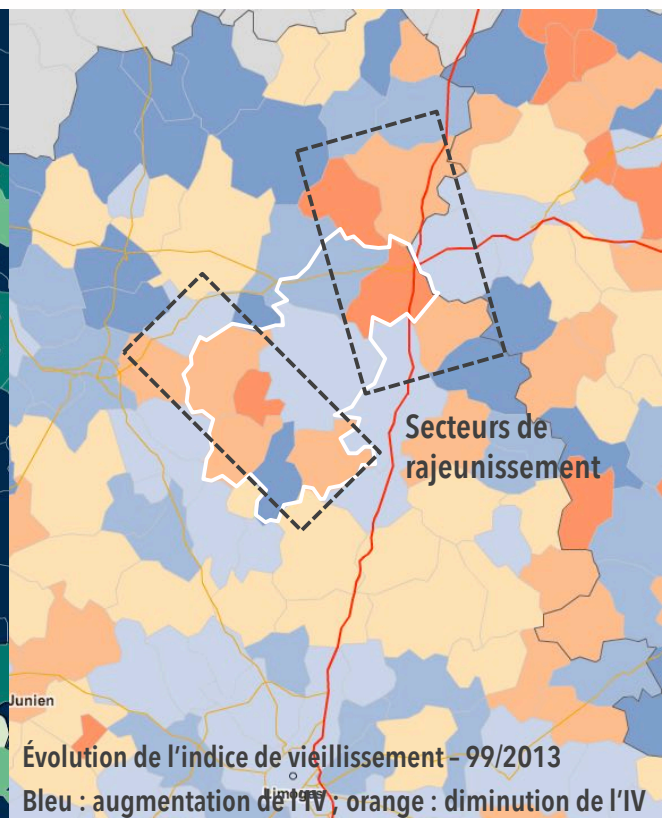 Secteurs de
rajeunissement
Junien
Évolution de l'indice de vieillissement – 99/2013
Limoges
Bleu : augmentation de l'IV ; orange : diminution de l'IV